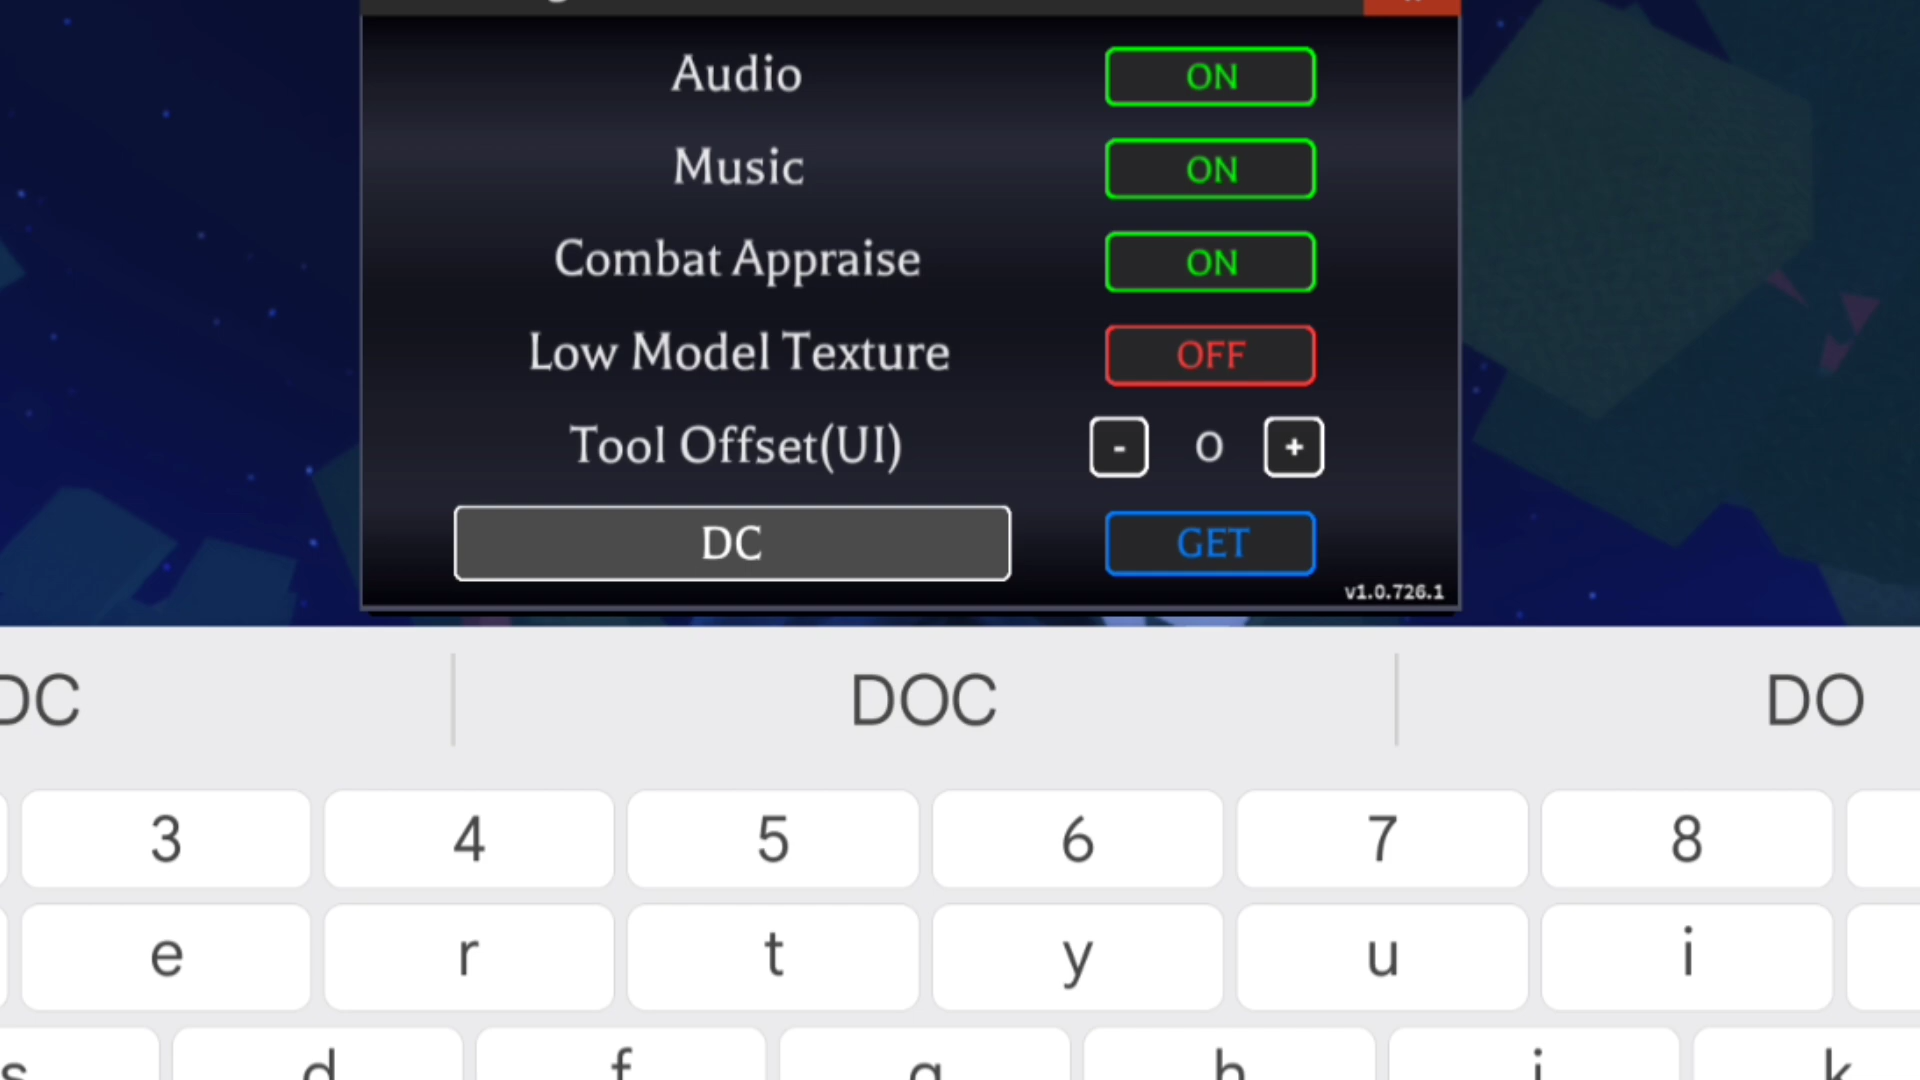 Audio ON
Music ON
Combat Appraise ON
Low Model Texture OFF
Tool Offset(UI) - 0 +
DC GET
v1.0.726.1
DC DOC DO
3 4 5 6 7 8
e r t y u i
s d f g h j k